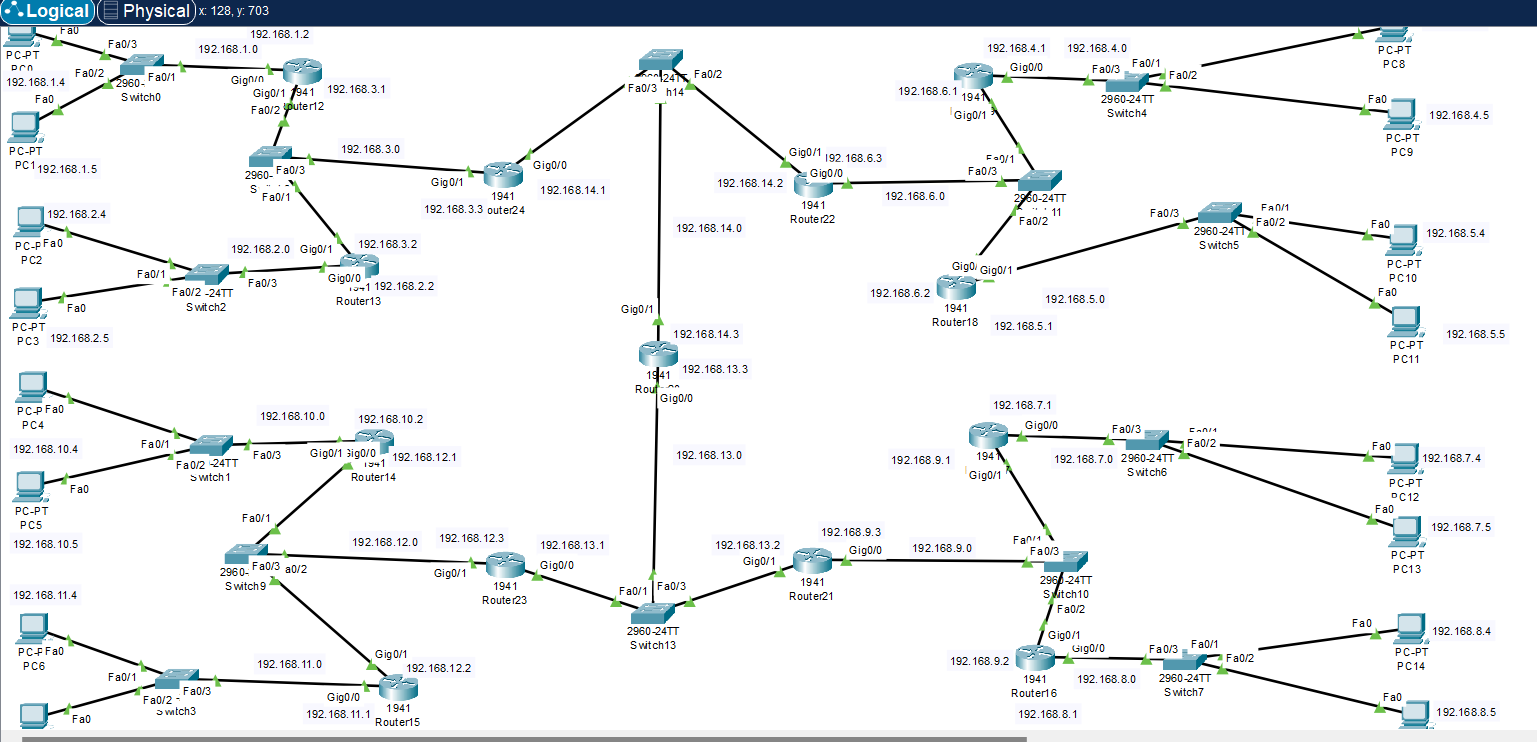 Logical
Physical
x: 128, y: 703
Fa0
Fa0/3
192.168.1.2
192.168.1.0
PC-PT
192.168.1.4
Fa0/2
Fa0/1
2960-
Switch0
Fa0
PC-PT
PC1
192.168.1.5
Gig0/0
Gig0/1
1941
Fa0/2
192.168.3.1
192.168.3.0
2960-
Fa0/3
Fa0/1
Gig0/1
Gig0/0
1941
192.168.3.3
192.168.14.1
192.168.2.4
Fa0
PC2
192.168.2.0
Gig0/1
192.168.3.2
Fa0/1
Fa0/2
-24TT
Switch2
Fa0/3
Gig0/0
192.168.2.2
Router13
Fa0
PC-PT
PC3
192.168.2.5
Fa0/2
Fa0/3
192.168.14.0
Gig0/1
192.168.14.3
1941
192.168.13.3
Gig0/0
192.168.13.0
Gig0/1
192.168.6.3
Gig0/0
192.168.14.2
1941
Router22
192.168.6.0
192.168.4.1
192.168.4.0
Gig0/0
192.168.6.1
1941
Gig0/1
Fa0/3
Fa0/1
Fa0/2
2960-24TT
Switch4
PC-PT
PC8
Fa0
192.168.4.5
PC-PT
PC9
Fa0/1
Fa0/3
2960-24TT
Fa0/2
Gig0/1
192.168.6.2
1941
Router18
192.168.5.0
192.168.5.1
Fa0/3
Fa0/1
Fa0/2
2960-24TT
Switch5
Fa0
192.168.5.4
PC-PT
PC10
Fa0
192.168.5.5
PC-PT
PC11
Fa0
PC4
192.168.10.4
192.168.10.0
192.168.10.2
Fa0/1
Fa0/2
-24TT
Switch1
Fa0/3
Gig0/1
Gig0/0
192.168.12.1
1941
Router14
Fa0
PC-PT
PC5
192.168.10.5
Fa0/1
192.168.12.0
192.168.12.3
192.168.13.1
2960-
Fa0/3
Switch9
Gig0/1
Gig0/0
1941
Router23
192.168.11.4
Fa0
PC6
192.168.11.0
Gig0/1
192.168.12.2
Fa0/1
Fa0/2
Fa0/3
Switch3
Gig0/0
192.168.11.1
1941
Router15
Fa0
Fa0/1
Fa0/3
2960-24TT
Switch13
192.168.13.2
Gig0/1
192.168.9.3
Gig0/0
1941
Router21
192.168.9.0
192.168.7.1
Gig0/0
192.168.9.1
Gig0/1
192.168.7.0
Fa0/3
Fa0/2
2960-24TT
Switch6
Fa0
192.168.7.4
PC-PT
PC12
Fa0
192.168.7.5
PC-PT
PC13
Fa0/1
Fa0/3
2960-24TT
Switch10
Fa0/2
Gig0/1
Gig0/0
192.168.9.2
1941
Router16
192.168.8.0
192.168.8.1
Fa0/3
Fa0/1
Fa0/2
2960-24TT
Switch7
Fa0
192.168.8.4
PC-PT
PC14
Fa0
192.168.8.5